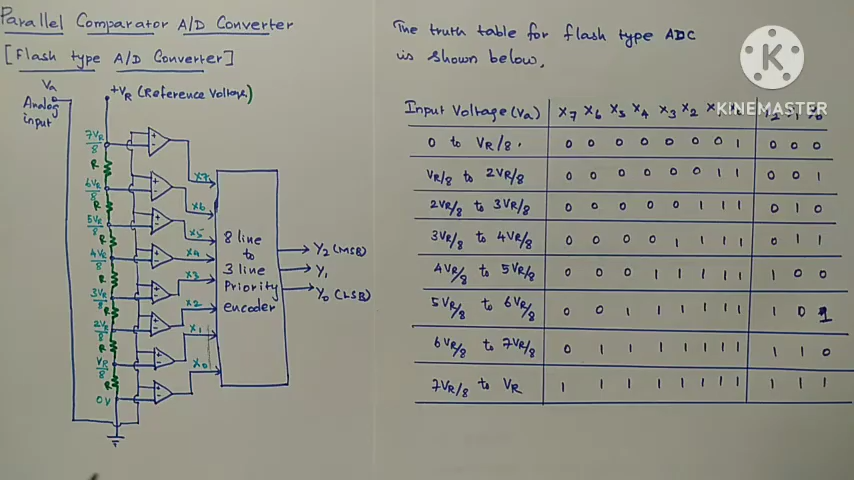 Parallel Comparator A/D Converter
[Flash type A/D Converter]
Va
Analog
input
+VR (Reference Voltage)
7VR/8
R
6VR/8
R
5VR/8
R
4VR/8
R
3VR/8
R
2VR/8
R
VR/8
R
0V
+
-
+
-
+
-
+
-
+
-
+
-
+
-
+
-
X7
X6
X5
X4
X3
X2
X1
X0
8 line
to
3 line
Priority
encoder
Y2 (MSB)
Y1
Y0 (LSB)
The truth table for flash type ADC
is shown below,
KINEMASTER
Input Voltage (Va) X7 X6 X5 X4 X3 X2
0 to VR/8. 0 0 0 0 0 0 0 1 0 0 0
VR/8 to 2VR/8 0 0 0 0 0 0 1 1 0 0 1
2VR/8 to 3VR/8 0 0 0 0 0 1 1 1 0 1 0
3VR/8 to 4VR/8 0 0 0 0 1 1 1 1 0 1 1
4VR/8 to 5VR/8 0 0 0 1 1 1 1 1 1 0 0
5VR/8 to 6VR/8 0 0 1 1 1 1 1 1 1 0 1
6VR/8 to 7VR/8 0 1 1 1 1 1 1 1 1 1 0
7VR/8 to VR 1 1 1 1 1 1 1 1 1 1 1